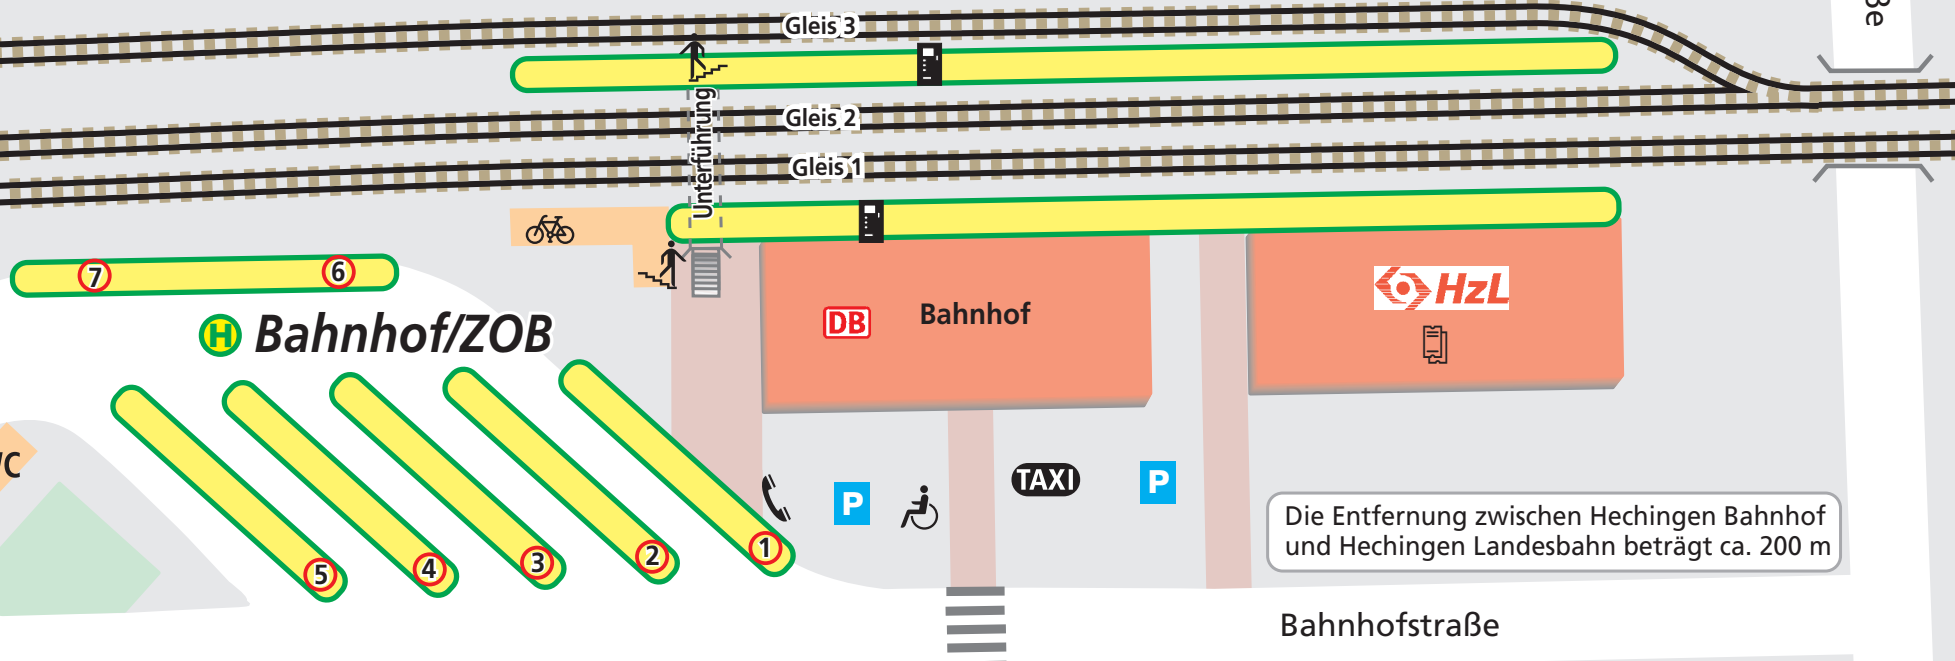 Gleis 3
ße
Gleis 2
Unterführung
Gleis 1
7
6
H Bahnhof/ZOB
DB
Bahnhof
HzL
TAXI
P
P
1
2
3
4
5
Die Entfernung zwischen Hechingen Bahnhof
und Hechingen Landesbahn beträgt ca. 200 m
Bahnhofstraße